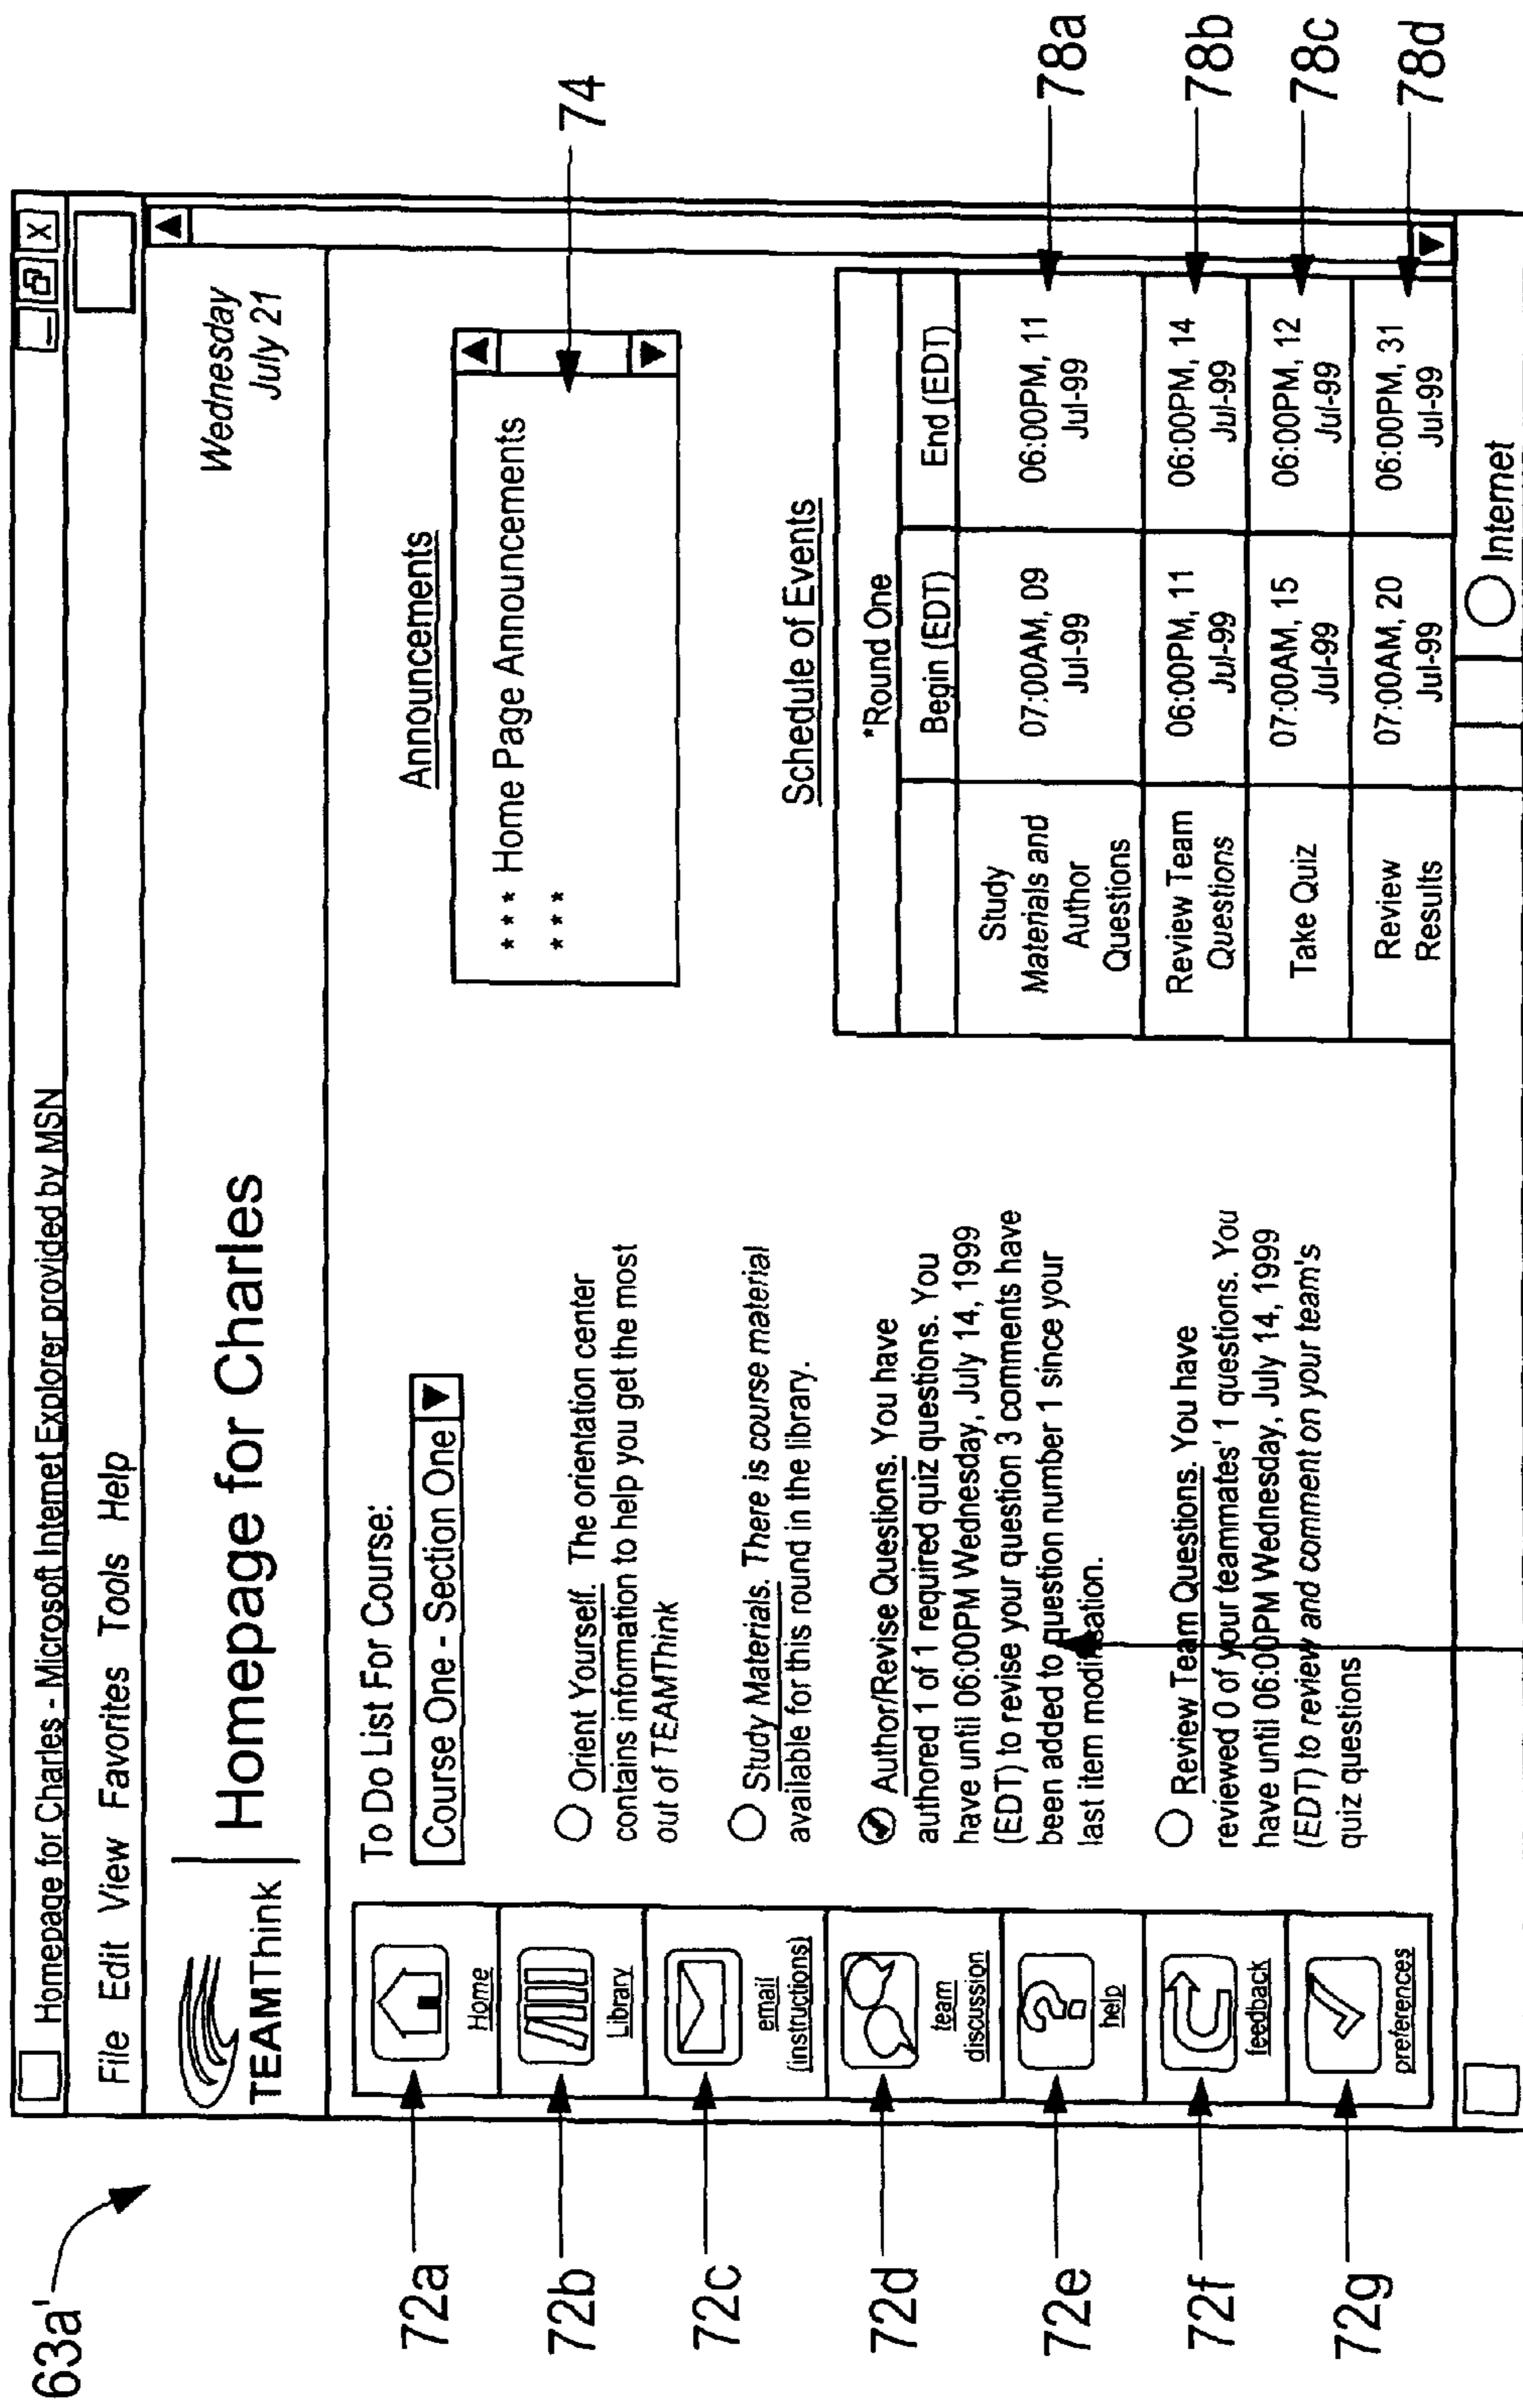 63a'
Homepage for Charles - Microsoft Internet Explorer provided by MSN
_ X
File Edit View Favorites Tools Help
TEAMThink
Homepage for Charles
Wednesday
July 21
72a
72b
72c
72d
72e
72f
72g
Home
Library
email
(instructions)
team
discussion
?
help
feedback
preferences
To Do List For Course:
Course One - Section One
Orient Yourself. The orientation center
contains information to help you get the most
out of TEAMThink
Study Materials. There is course material
available for this round in the library.
Author/Revise Questions. You have
authored 1 of 1 required quiz questions. You
have until 06:00PM Wednesday, July 14, 1999
(EDT) to revise your question 3 comments have
been added to question number 1 since your
last item modification.
Review Team Questions. You have
reviewed 0 of your teammates' 1 questions. You
have until 06:00PM Wednesday, July 14, 1999
(EDT) to review and comment on your team's
quiz questions
Announcements
*** Home Page Announcements
***
74
Schedule of Events
*Round One
Begin (EDT) End (EDT)
Study
Materials and
Author
Questions
07:00AM, 09
Jul-99
06:00PM, 11
Jul-99
78a
Review Team
Questions
06:00PM, 11
Jul-99
06:00PM, 14
Jul-99
78b
Take Quiz
07:00AM, 15
Jul-99
06:00PM, 12
Jul-99
78c
Review
Results
07:00AM, 20
Jul-99
06:00PM, 31
Jul-99
78d
Internet